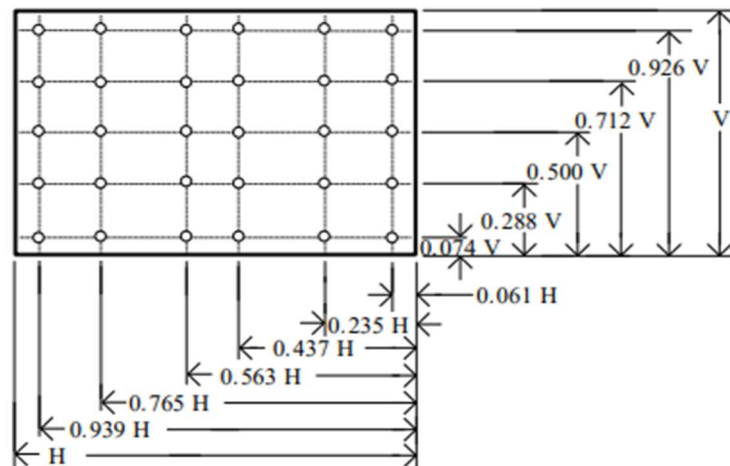 0.926 V
0.712 V
V
0.500 V
0.288 V
0.074 V
0.061 H
0.235 H
0.437 H
0.563 H
0.765 H
0.939 H
H